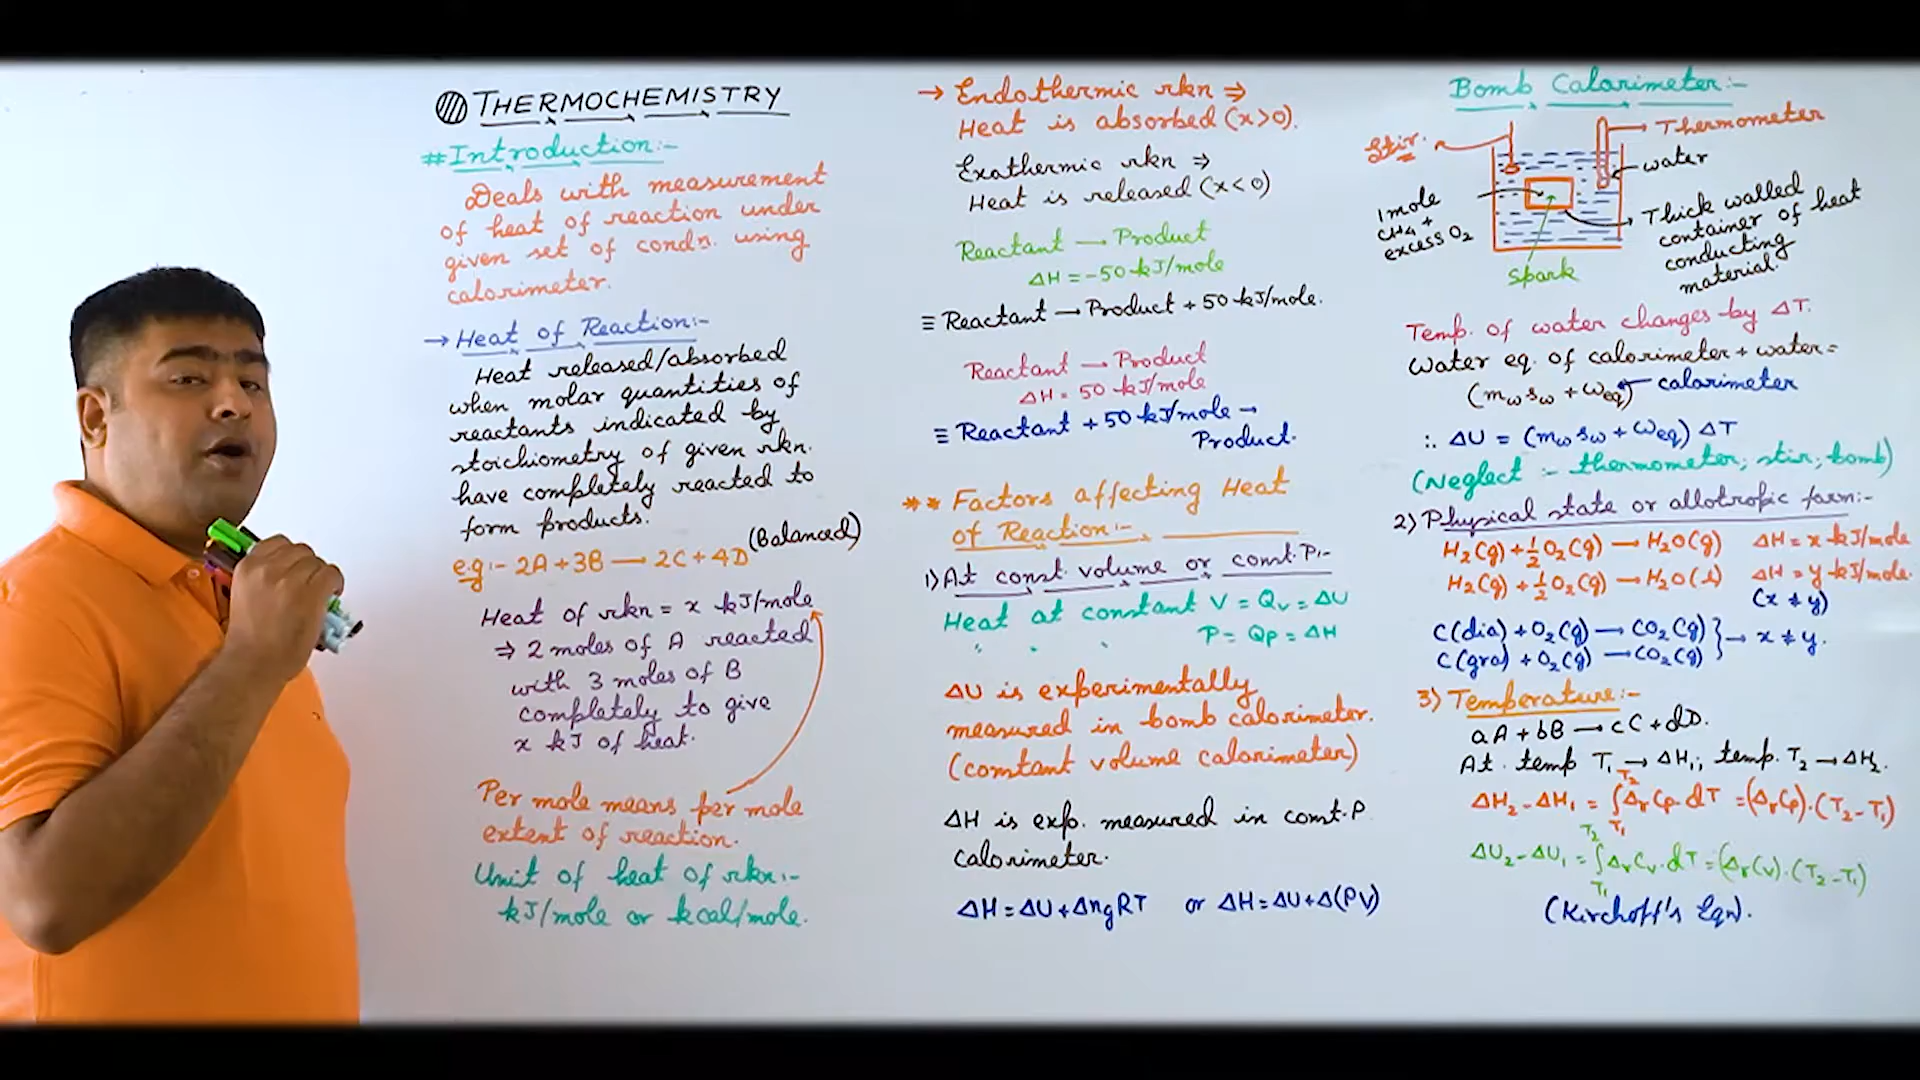 THERMOCHEMISTRY
#Introduction:-
Deals with measurement
of heat of reaction under
given set of condn. using
calorimeter.
→ Heat of Reaction:-
Heat released/absorbed
when molar quantities of
reactants indicated by
stoichiometry of given rkn.
have completely reacted to
form products.
(Balanced)
e.g:- 2A+3B → 2C+4D
Heat of rkn = x kJ/mole
⇒ 2 moles of A reacted
with 3 moles of B
completely to give
x kJ of heat.
Per mole means per mole
extent of reaction.
Unit of heat of rkn:-
kJ/mole or kcal/mole.
→ Endothermic rkn ⇒
Heat is absorbed (x>0).
Exothermic rkn ⇒
Heat is released (x<0)
Reactant → Product
ΔH = -50 kJ/mole
≡ Reactant → Product + 50 kJ/mole.
Reactant → Product
ΔH = 50 kJ/mole
≡ Reactant + 50 kJ/mole →
Product.
** Factors affecting Heat
of Reaction:-
1) At const. volume or const. P:-
Heat at constant V = Qv = ΔU
" " " P = Qp = ΔH
ΔU is experimentally
measured in bomb calorimeter.
(constant volume calorimeter)
ΔH is exp. measured in const. P
calorimeter.
ΔH = ΔU + ΔngRT or ΔH = ΔU + Δ(PV)
Bomb Calorimeter:-
Stir.
Thermometer
water
1 mole
CH4 +
excess O2
Thick walled
container of heat
conducting
material.
Spark
Temp. of water changes by ΔT.
Water eq. of calorimeter + water =
(mw sw + weq) ← calorimeter
∴ ΔU = (mw sw + weq) ΔT
(Neglect :- thermometer, stir, bomb)
2) Physical state or allotropic form:-
H2(g) + 1/2 O2(g) → H2O(g) ΔH = x kJ/mole
H2(g) + 1/2 O2(g) → H2O(l) ΔH = y kJ/mole.
(x ≠ y)
C(dia) + O2(g) → CO2(g)
C(gra) + O2(g) → CO2(g) } → x ≠ y.
3) Temperature:-
aA + bB → cC + dD.
At temp T1 → ΔH1, temp. T2 → ΔH2.
ΔH2 - ΔH1 = ∫T1T2 ΔrCp.dT = (ΔrCp).(T2-T1)
ΔU2 - ΔU1 = ∫T1T2 ΔrCv.dT = (ΔrCv).(T2-T1)
(Kirchoff's Eqn).